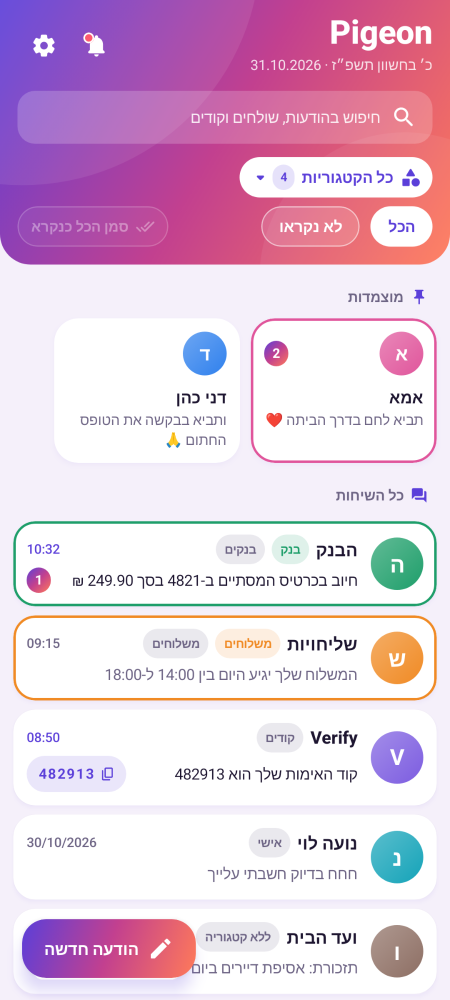 Pigeon
כ׳ בחשוון תשפ״ז · 31.10.2026
חיפוש בהודעות, שולחים וקודים
כל הקטגוריות 4
הכל
לא נקראו
סמן הכל כנקרא
מוצמדות
א
2
אמא
תביא לחם בדרך הביתה ❤️
ד
דני כהן
ותביא בבקשה את הטופס
החתום 🙏
כל השיחות
ה
הבנק בנק בנקים 10:32
חיוב בכרטיס המסתיים ב-4821 בסך 249.90 ₪ 1
ש
שליחויות משלוחים משלוחים 09:15
המשלוח שלך יגיע היום בין 14:00 ל-18:00
V
Verify קודים 08:50
קוד האימות שלך הוא 482913 482913
נ
נועה לוי אישי 30/10/2026
חחח בדיוק חשבתי עלייך
ו
ועד הבית ללא קטגוריה
תזכורת: אסיפת דיירים ביום
הודעה חדשה